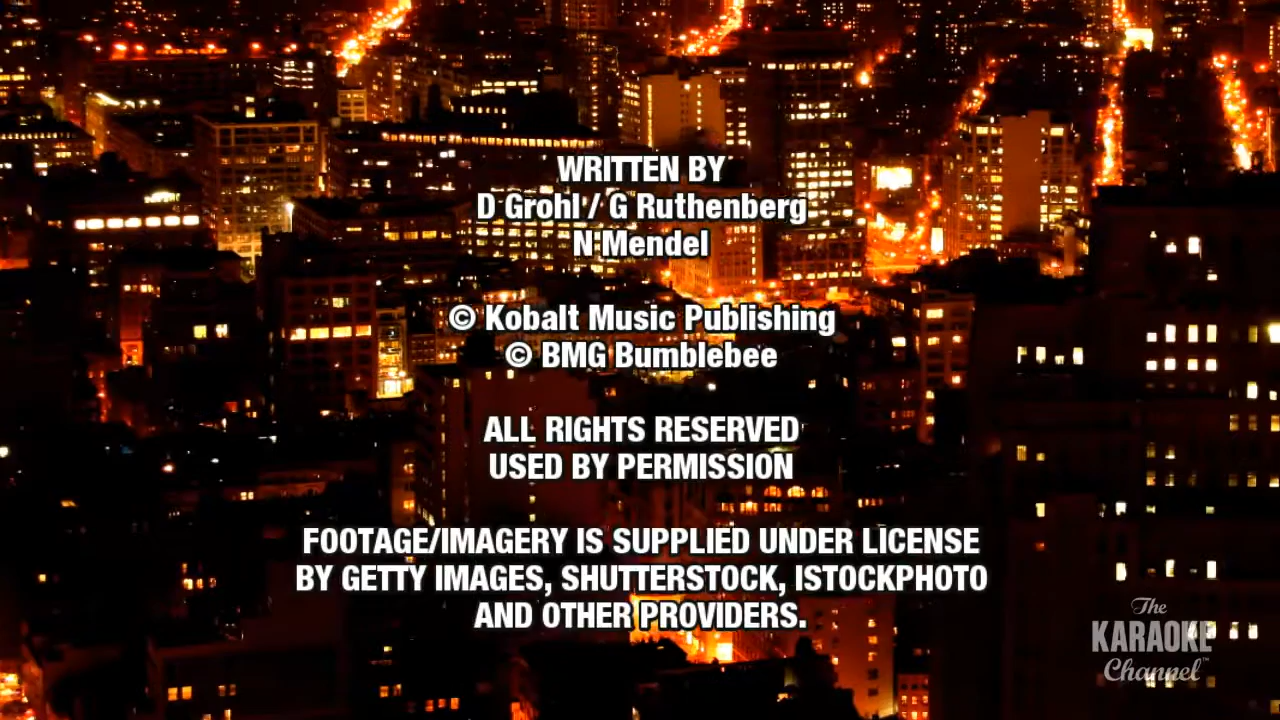 WRITTEN BY
D Grohl / G Ruthenberg
N Mendel
© Kobalt Music Publishing
© BMG Bumblebee
ALL RIGHTS RESERVED
USED BY PERMISSION
FOOTAGE/IMAGERY IS SUPPLIED UNDER LICENSE
BY GETTY IMAGES, SHUTTERSTOCK, ISTOCKPHOTO
AND OTHER PROVIDERS.
The
KARAOKE
Channel™